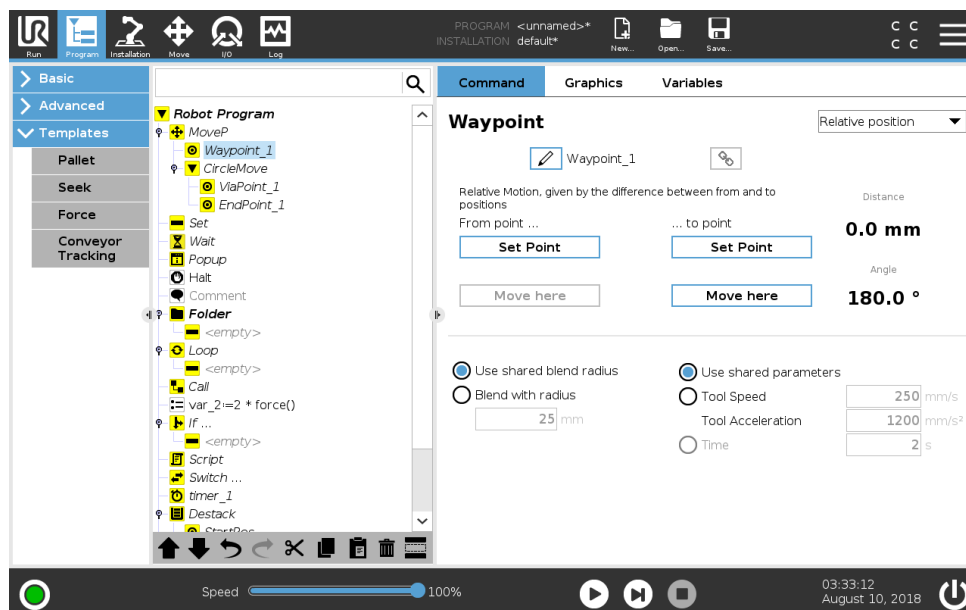 PROGRAM <unnamed>*
INSTALLATION default*
UR
Run
Program
Installation
Move
I/O
Log
New...
Open...
Save...
C C
C C
Basic
Advanced
Templates
Pallet
Seek
Force
Conveyor
Tracking
Robot Program
MoveP
Waypoint_1
CircleMove
ViaPoint_1
EndPoint_1
Set
Wait
Popup
Halt
Comment
Folder
<empty>
Loop
<empty>
Call
var_2:=2 * force()
If ...
<empty>
Script
Switch ...
timer_1
Destack
StartPos
Command
Graphics
Variables
Waypoint
Relative position
Waypoint_1
Relative Motion, given by the difference between from and to
positions
From point ...
... to point
Set Point
Set Point
Move here
Move here
Distance
0.0 mm
Angle
180.0 °
Use shared blend radius
Blend with radius
25 mm
Use shared parameters
Tool Speed 250 mm/s
Tool Acceleration 1200 mm/s²
Time 2 s
Speed 100%
03:33:12
August 10, 2018